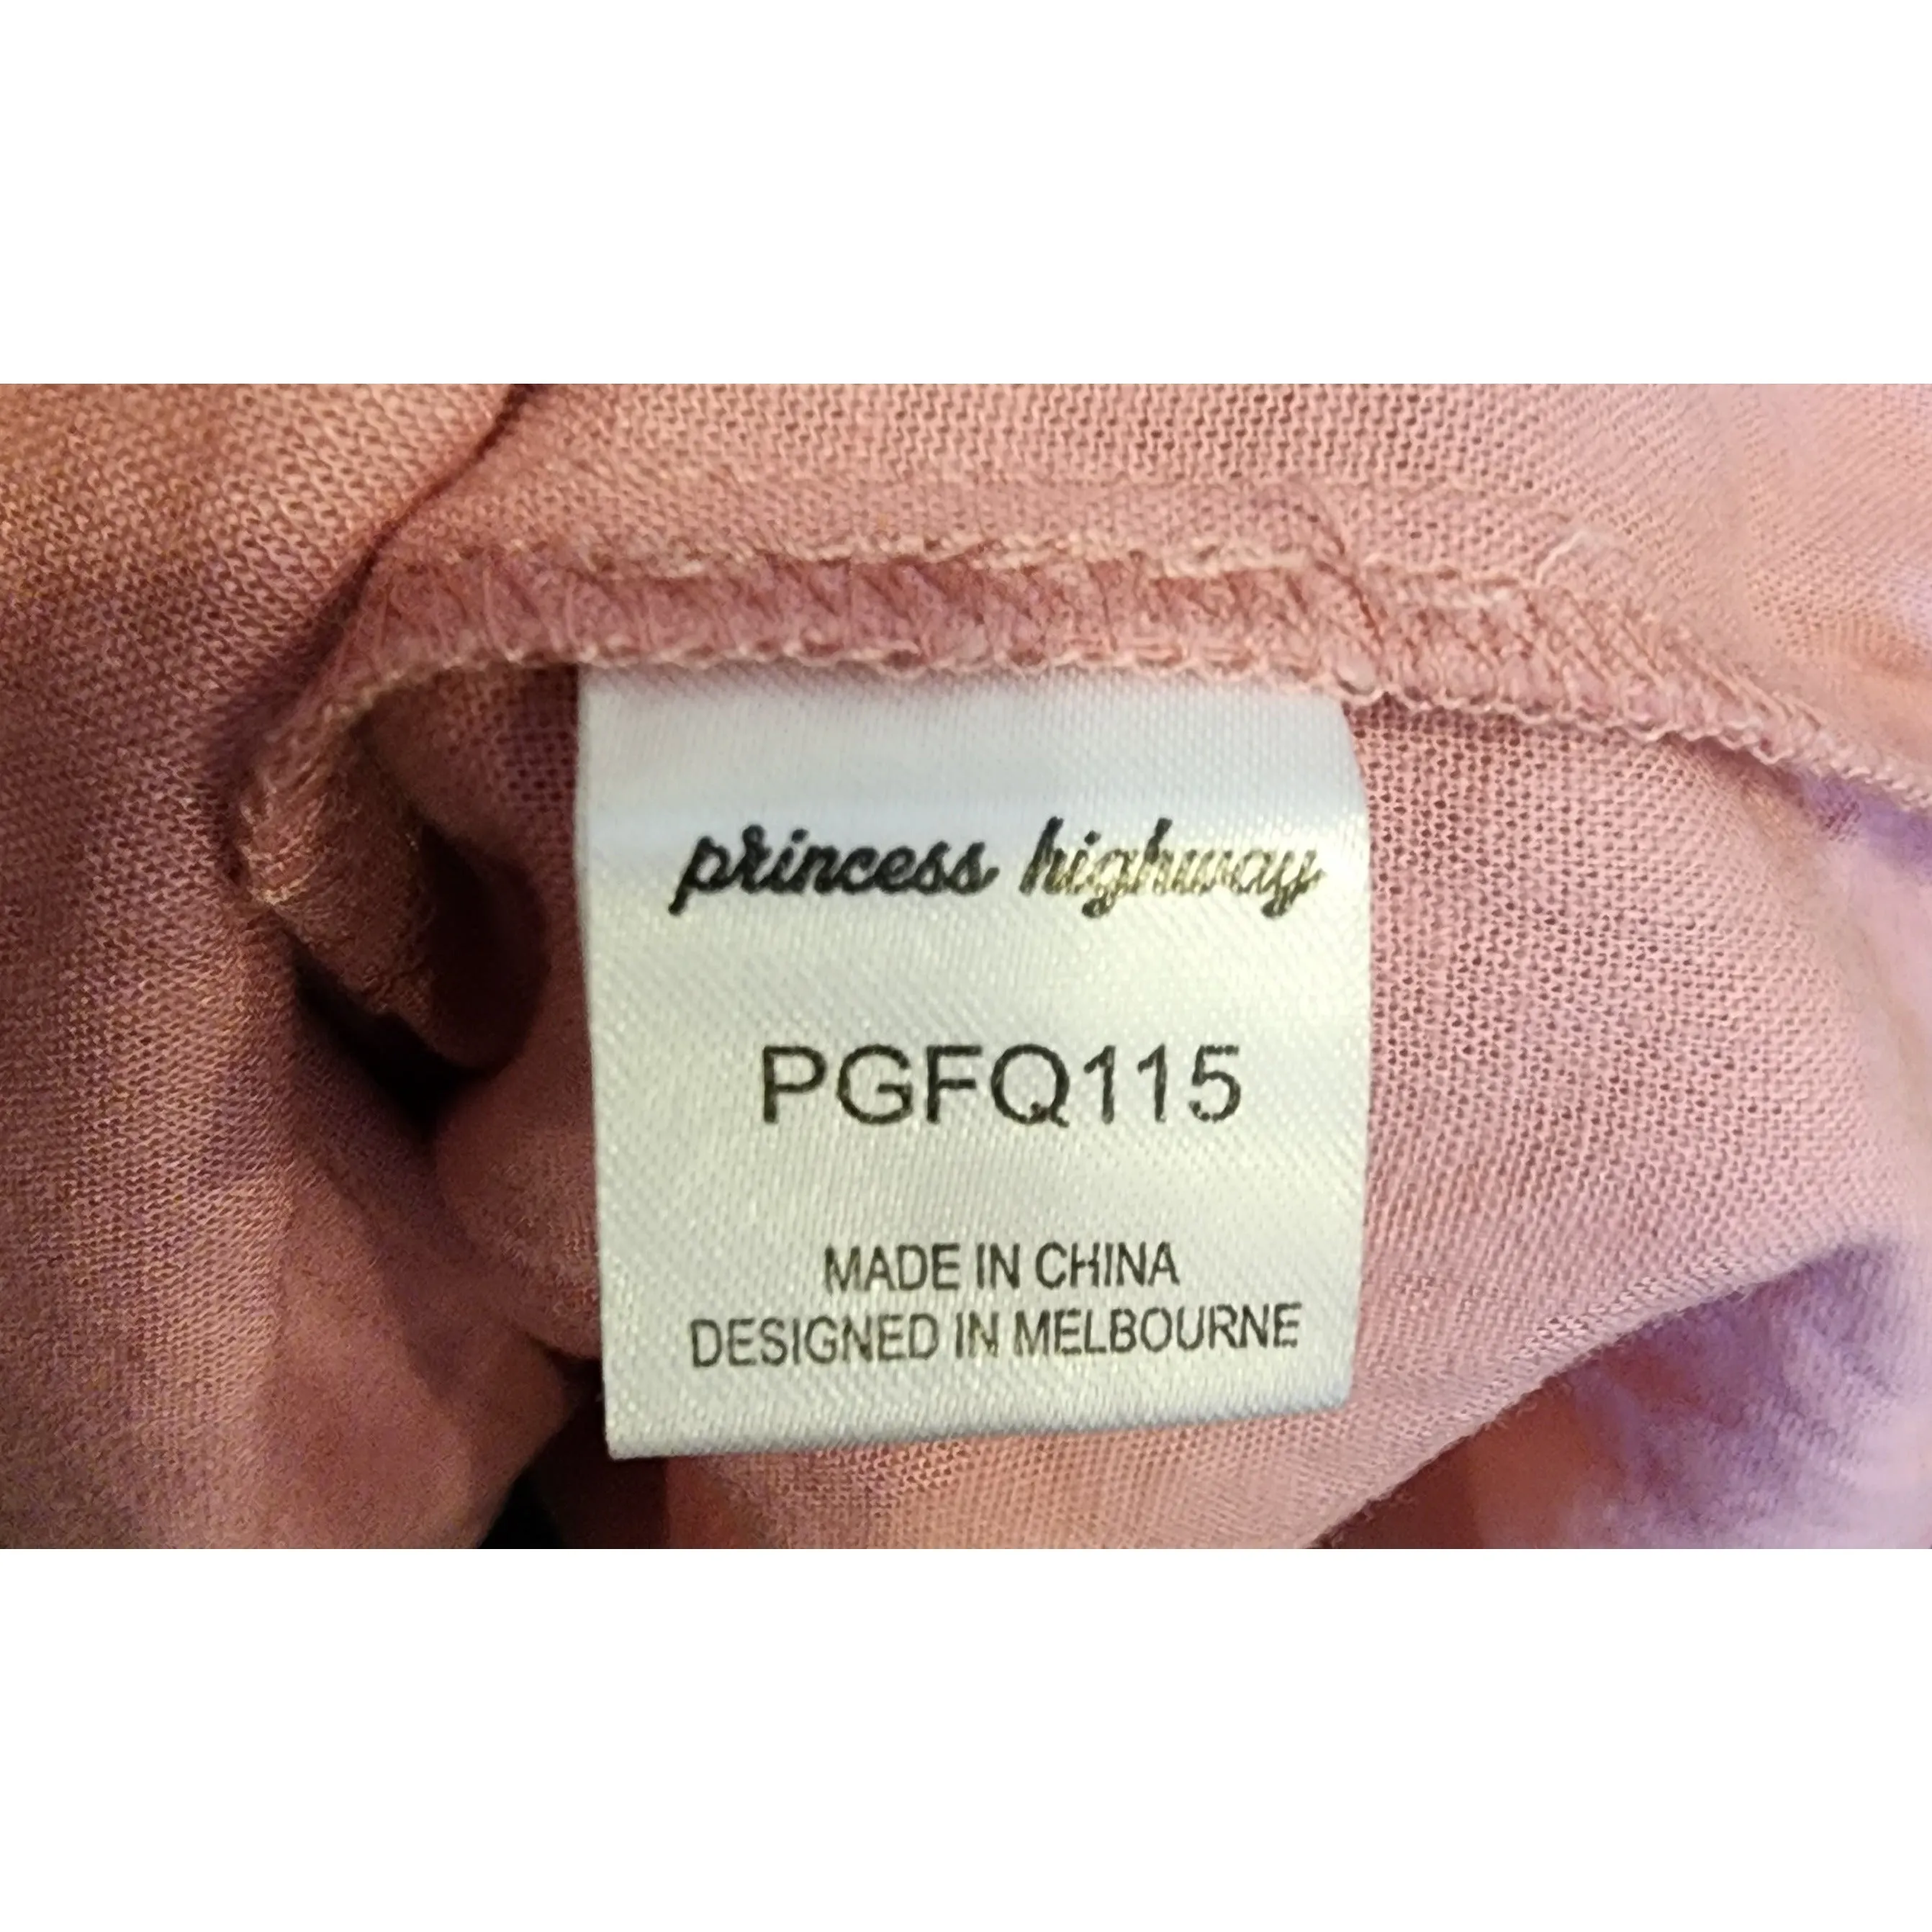 princess highway
PGFQ115
MADE IN CHINA
DESIGNED IN MELBOURNE